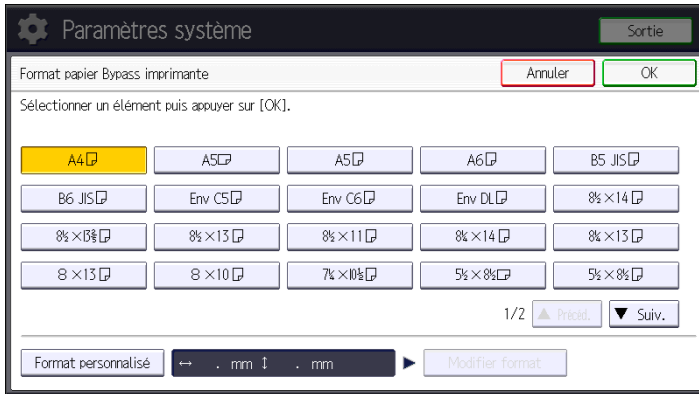 Paramètres système Sortie
Format papier Bypass imprimante Annuler OK
Sélectionner un élément puis appuyer sur [OK].
A4 A5 A5 A6 B5 JIS
B6 JIS Env C5 Env C6 Env DL 8½×14
8½×13⅖ 8½×13 8½×11 8¼×14 8¼×13
8×13 8×10 7¼×10½ 5½×8½ 5½×8½
1/2 ▲ Précéd. ▼ Suiv.
Format personnalisé ↔ . mm ↕ . mm ▶ Modifier format